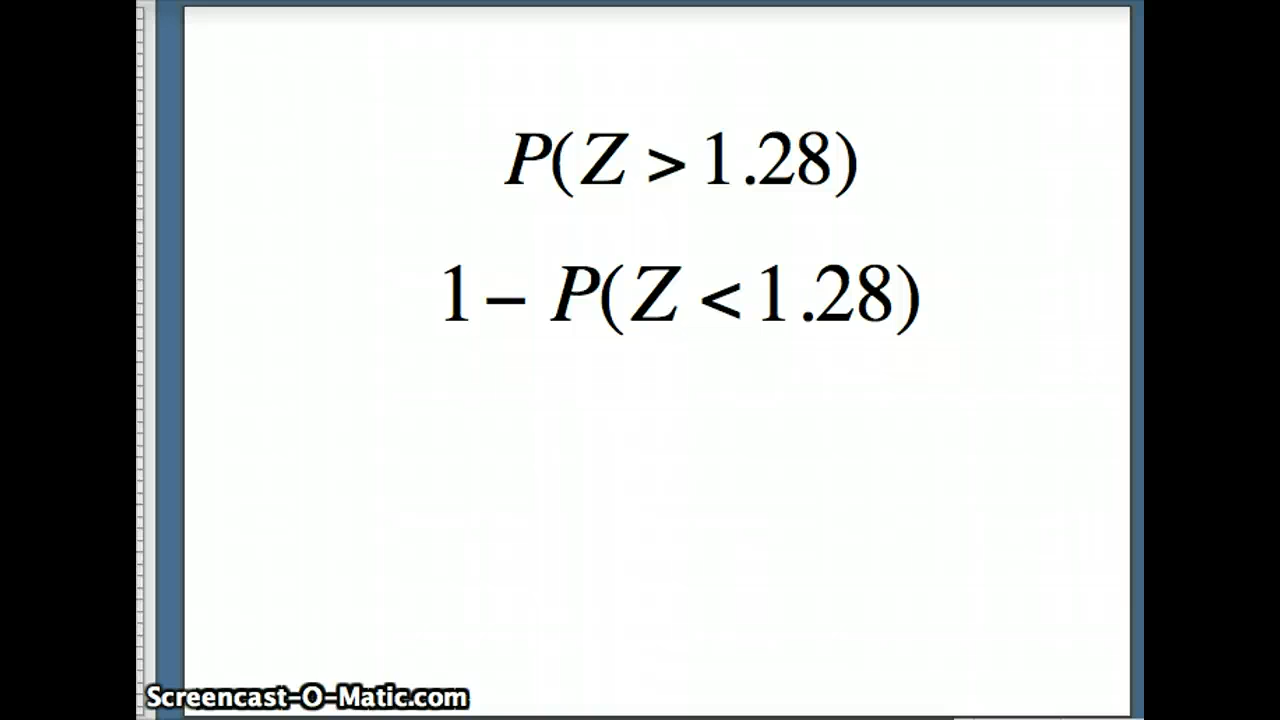 P(Z > 1.28)
1 – P(Z < 1.28)
Screencast-O-Matic.com